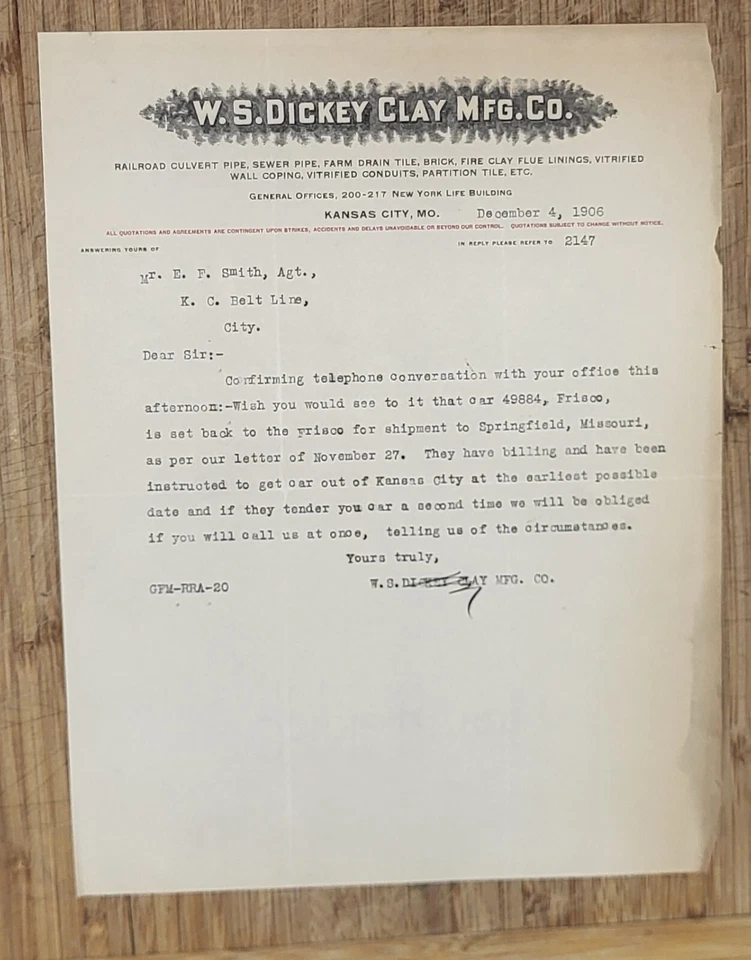 W. S. DICKEY CLAY MFG. CO.
RAILROAD CULVERT PIPE, SEWER PIPE, FARM DRAIN TILE, BRICK, FIRE CLAY FLUE LININGS, VITRIFIED
WALL COPING, VITRIFIED CONDUITS, PARTITION TILE, ETC.
GENERAL OFFICES, 200-217 NEW YORK LIFE BUILDING
KANSAS CITY, MO. December 4, 1906
ALL QUOTATIONS AND AGREEMENTS ARE CONTINGENT UPON STRIKES, ACCIDENTS AND DELAYS UNAVOIDABLE OR BEYOND OUR CONTROL. QUOTATIONS SUBJECT TO CHANGE WITHOUT NOTICE.
ANSWERING YOURS OF IN REPLY PLEASE REFER TO 2147
Mr. E. F. Smith, Agt.,
K. C. Belt Line,
City.
Dear Sir:-
Confirming telephone conversation with your office this
afternoon:-Wish you would see to it that car 49884, Frisco,
is set back to the Frisco for shipment to Springfield, Missouri,
as per our letter of November 27. They have billing and have been
instructed to get car out of Kansas City at the earliest possible
date and if they tender you car a second time we will be obliged
if you will call us at once, telling us of the circumstances.
Yours truly,
GFM-RRA-20 W.S.DICKEY CLAY MFG. CO.